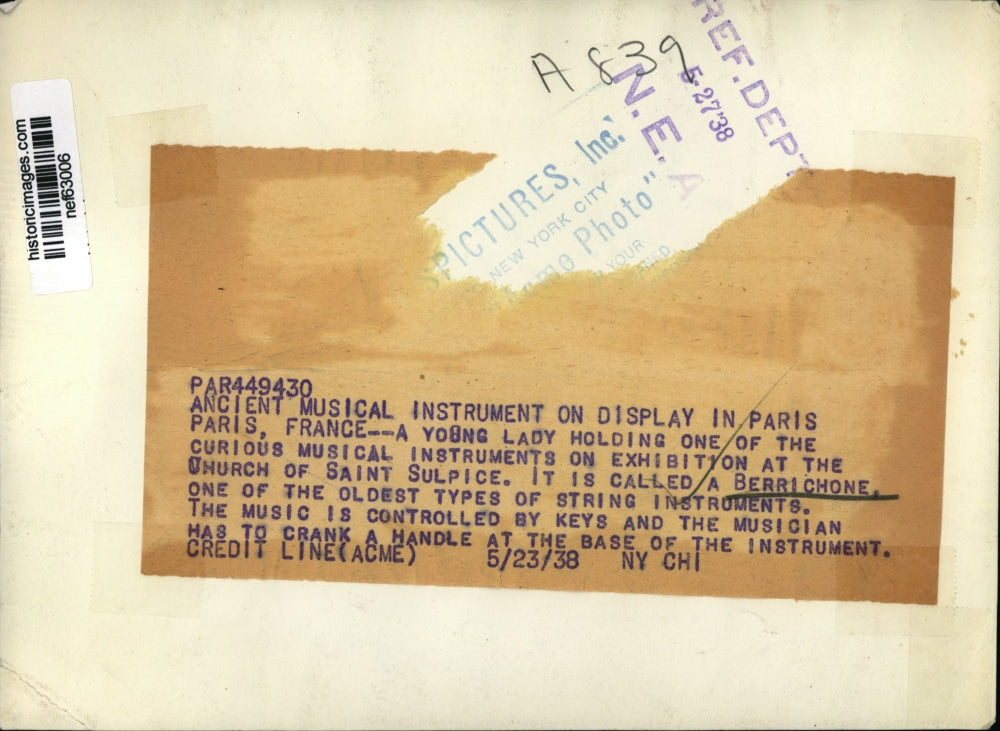 A 839
REF. DEPT
5-27'38
N. E. A
PICTURES, Inc.
NEW YORK CITY
Photo"
YOUR
historicimages.com
nef63006
PAR449430
ANCIENT MUSICAL INSTRUMENT ON DISPLAY IN PARIS
PARIS, FRANCE--A YOUNG LADY HOLDING ONE OF THE
CURIOUS MUSICAL INSTRUMENTS ON EXHIBITION AT THE
CHURCH OF SAINT SULPICE. IT IS CALLED A BERRICHONE,
ONE OF THE OLDEST TYPES OF STRING INSTRUMENTS.
THE MUSIC IS CONTROLLED BY KEYS AND THE MUSICIAN
HAS TO CRANK A HANDLE AT THE BASE OF THE INSTRUMENT.
CREDIT LINE(ACME) 5/23/38 NY CHI